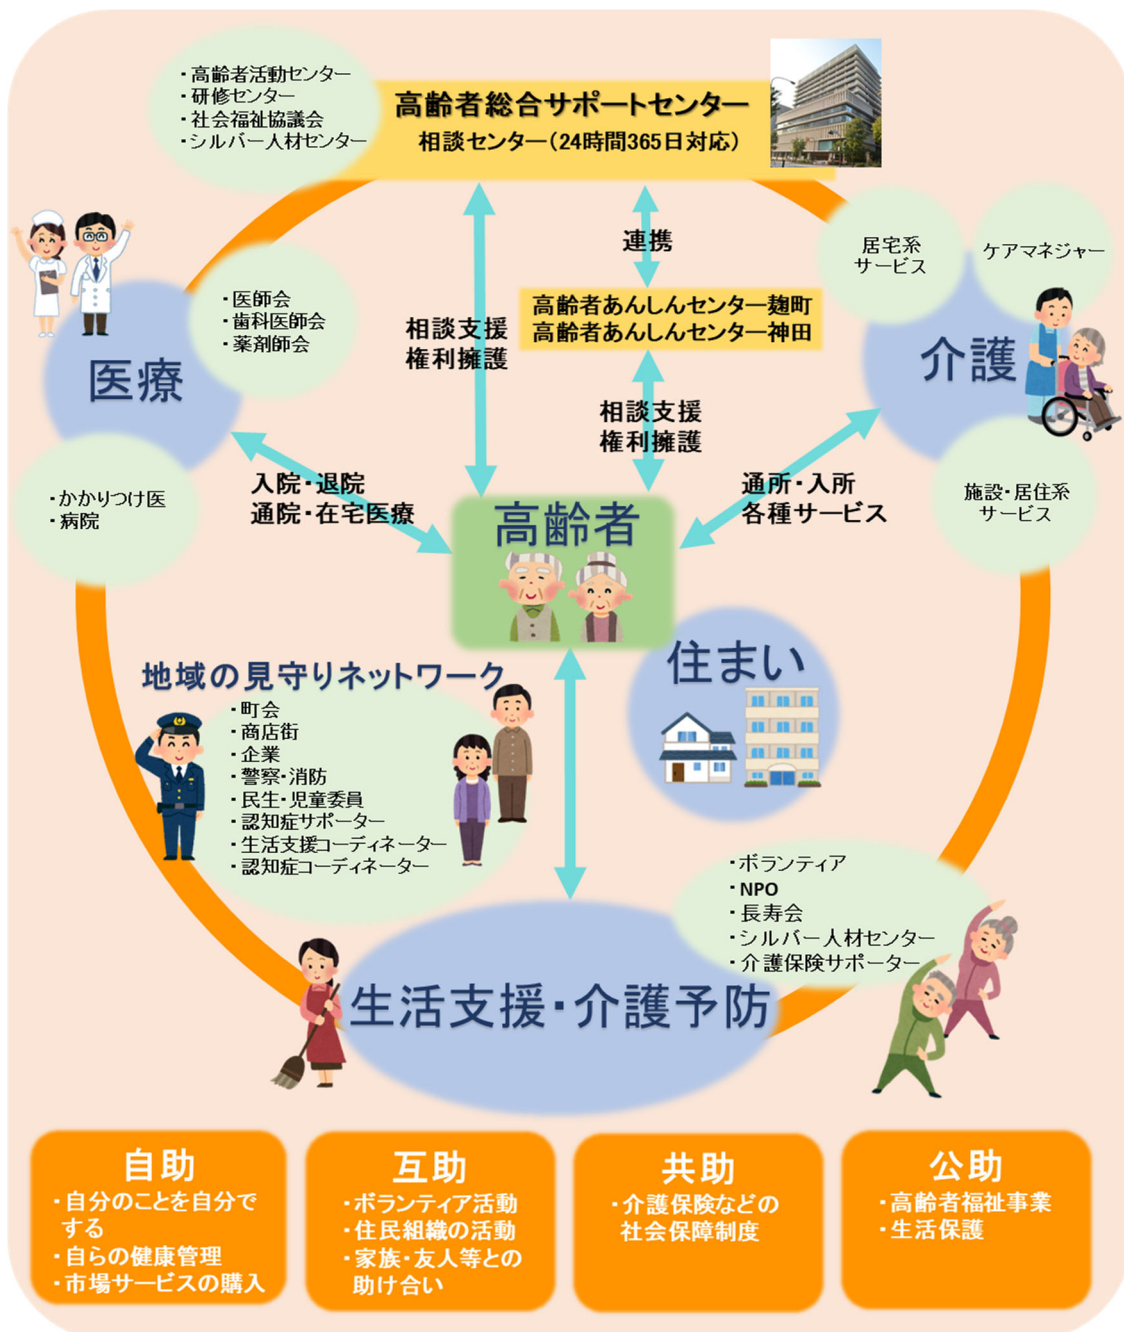 ・高齢者活動センター
・研修センター
・社会福祉協議会
・シルバー人材センター
高齢者総合サポートセンター
相談センター（24時間365日対応）
連携
居宅系
サービス
ケアマネジャー
・医師会
・歯科医師会
・薬剤師会
医療
相談支援
権利擁護
高齢者あんしんセンター麹町
高齢者あんしんセンター神田
介護
相談支援
権利擁護
・かかりつけ医
・病院
入院・退院
通院・在宅医療
通所・入所
各種サービス
施設・居住系
サービス
高齢者
住まい
地域の見守りネットワーク
・町会
・商店街
・企業
・警察・消防
・民生・児童委員
・認知症サポーター
・生活支援コーディネーター
・認知症コーディネーター
・ボランティア
・NPO
・長寿会
・シルバー人材センター
・介護保険サポーター
生活支援・介護予防
自助
・自分のことを自分で
する
・自らの健康管理
・市場サービスの購入
互助
・ボランティア活動
・住民組織の活動
・家族・友人等との
助け合い
共助
・介護保険などの
社会保障制度
公助
・高齢者福祉事業
・生活保護